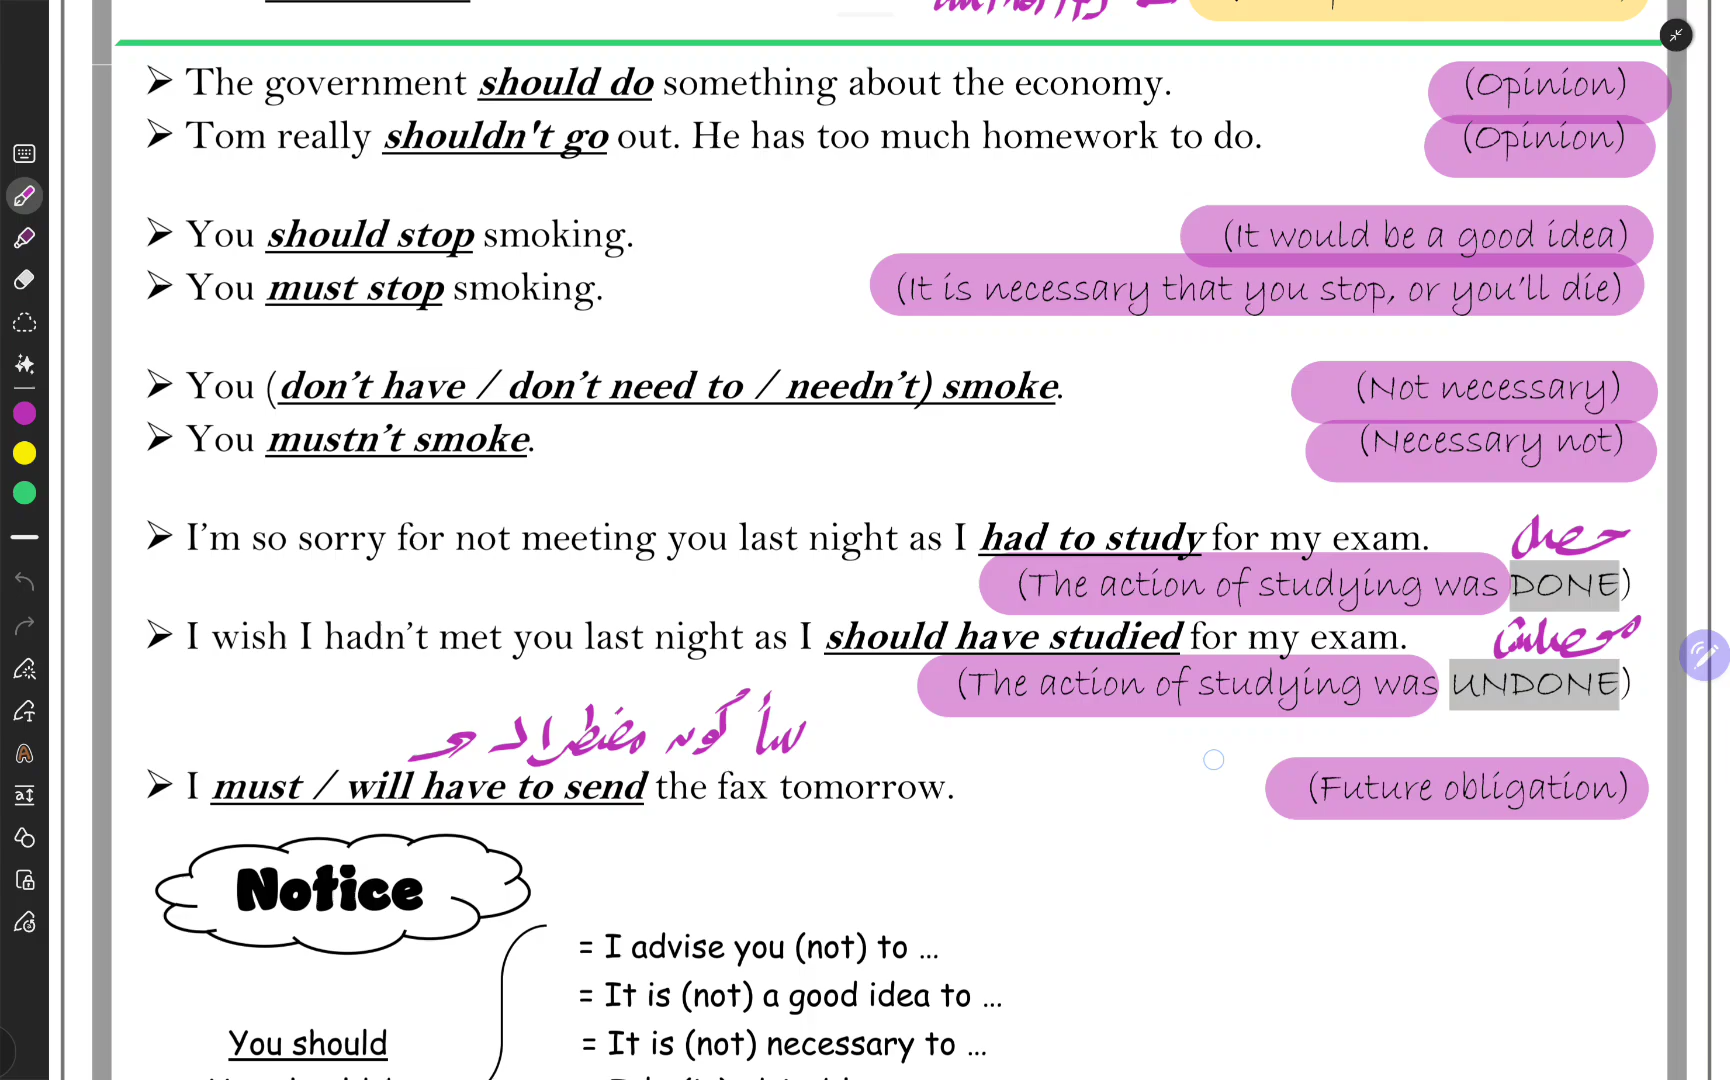 The government should do something about the economy. (Opinion)
Tom really shouldn't go out. He has too much homework to do. (Opinion)
You should stop smoking. (It would be a good idea)
You must stop smoking. (It is necessary that you stop, or you'll die)
You (don't have / don't need to / needn't) smoke. (Not necessary)
You mustn't smoke. (Necessary not)
I'm so sorry for not meeting you last night as I had to study for my exam. حصل
(The action of studying was DONE)
I wish I hadn't met you last night as I should have studied for my exam.
(The action of studying was UNDONE)
سأكون مضطر
I must / will have to send the fax tomorrow. (Future obligation)
Notice
= I advise you (not) to ...
= It is (not) a good idea to ...
You should = It is (not) necessary to ...